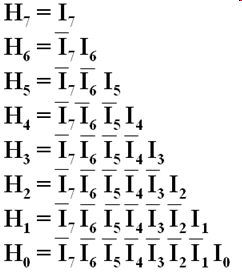 H₇ = I₇
H₆ = I̅₇ I₆
H₅ = I̅₇ I̅₆ I₅
H₄ = I̅₇ I̅₆ I̅₅ I₄
H₃ = I̅₇ I̅₆ I̅₅ I̅₄ I₃
H₂ = I̅₇ I̅₆ I̅₅ I̅₄ I̅₃ I₂
H₁ = I̅₇ I̅₆ I̅₅ I̅₄ I̅₃ I̅₂ I₁
H₀ = I̅₇ I̅₆ I̅₅ I̅₄ I̅₃ I̅₂ I̅₁ I₀